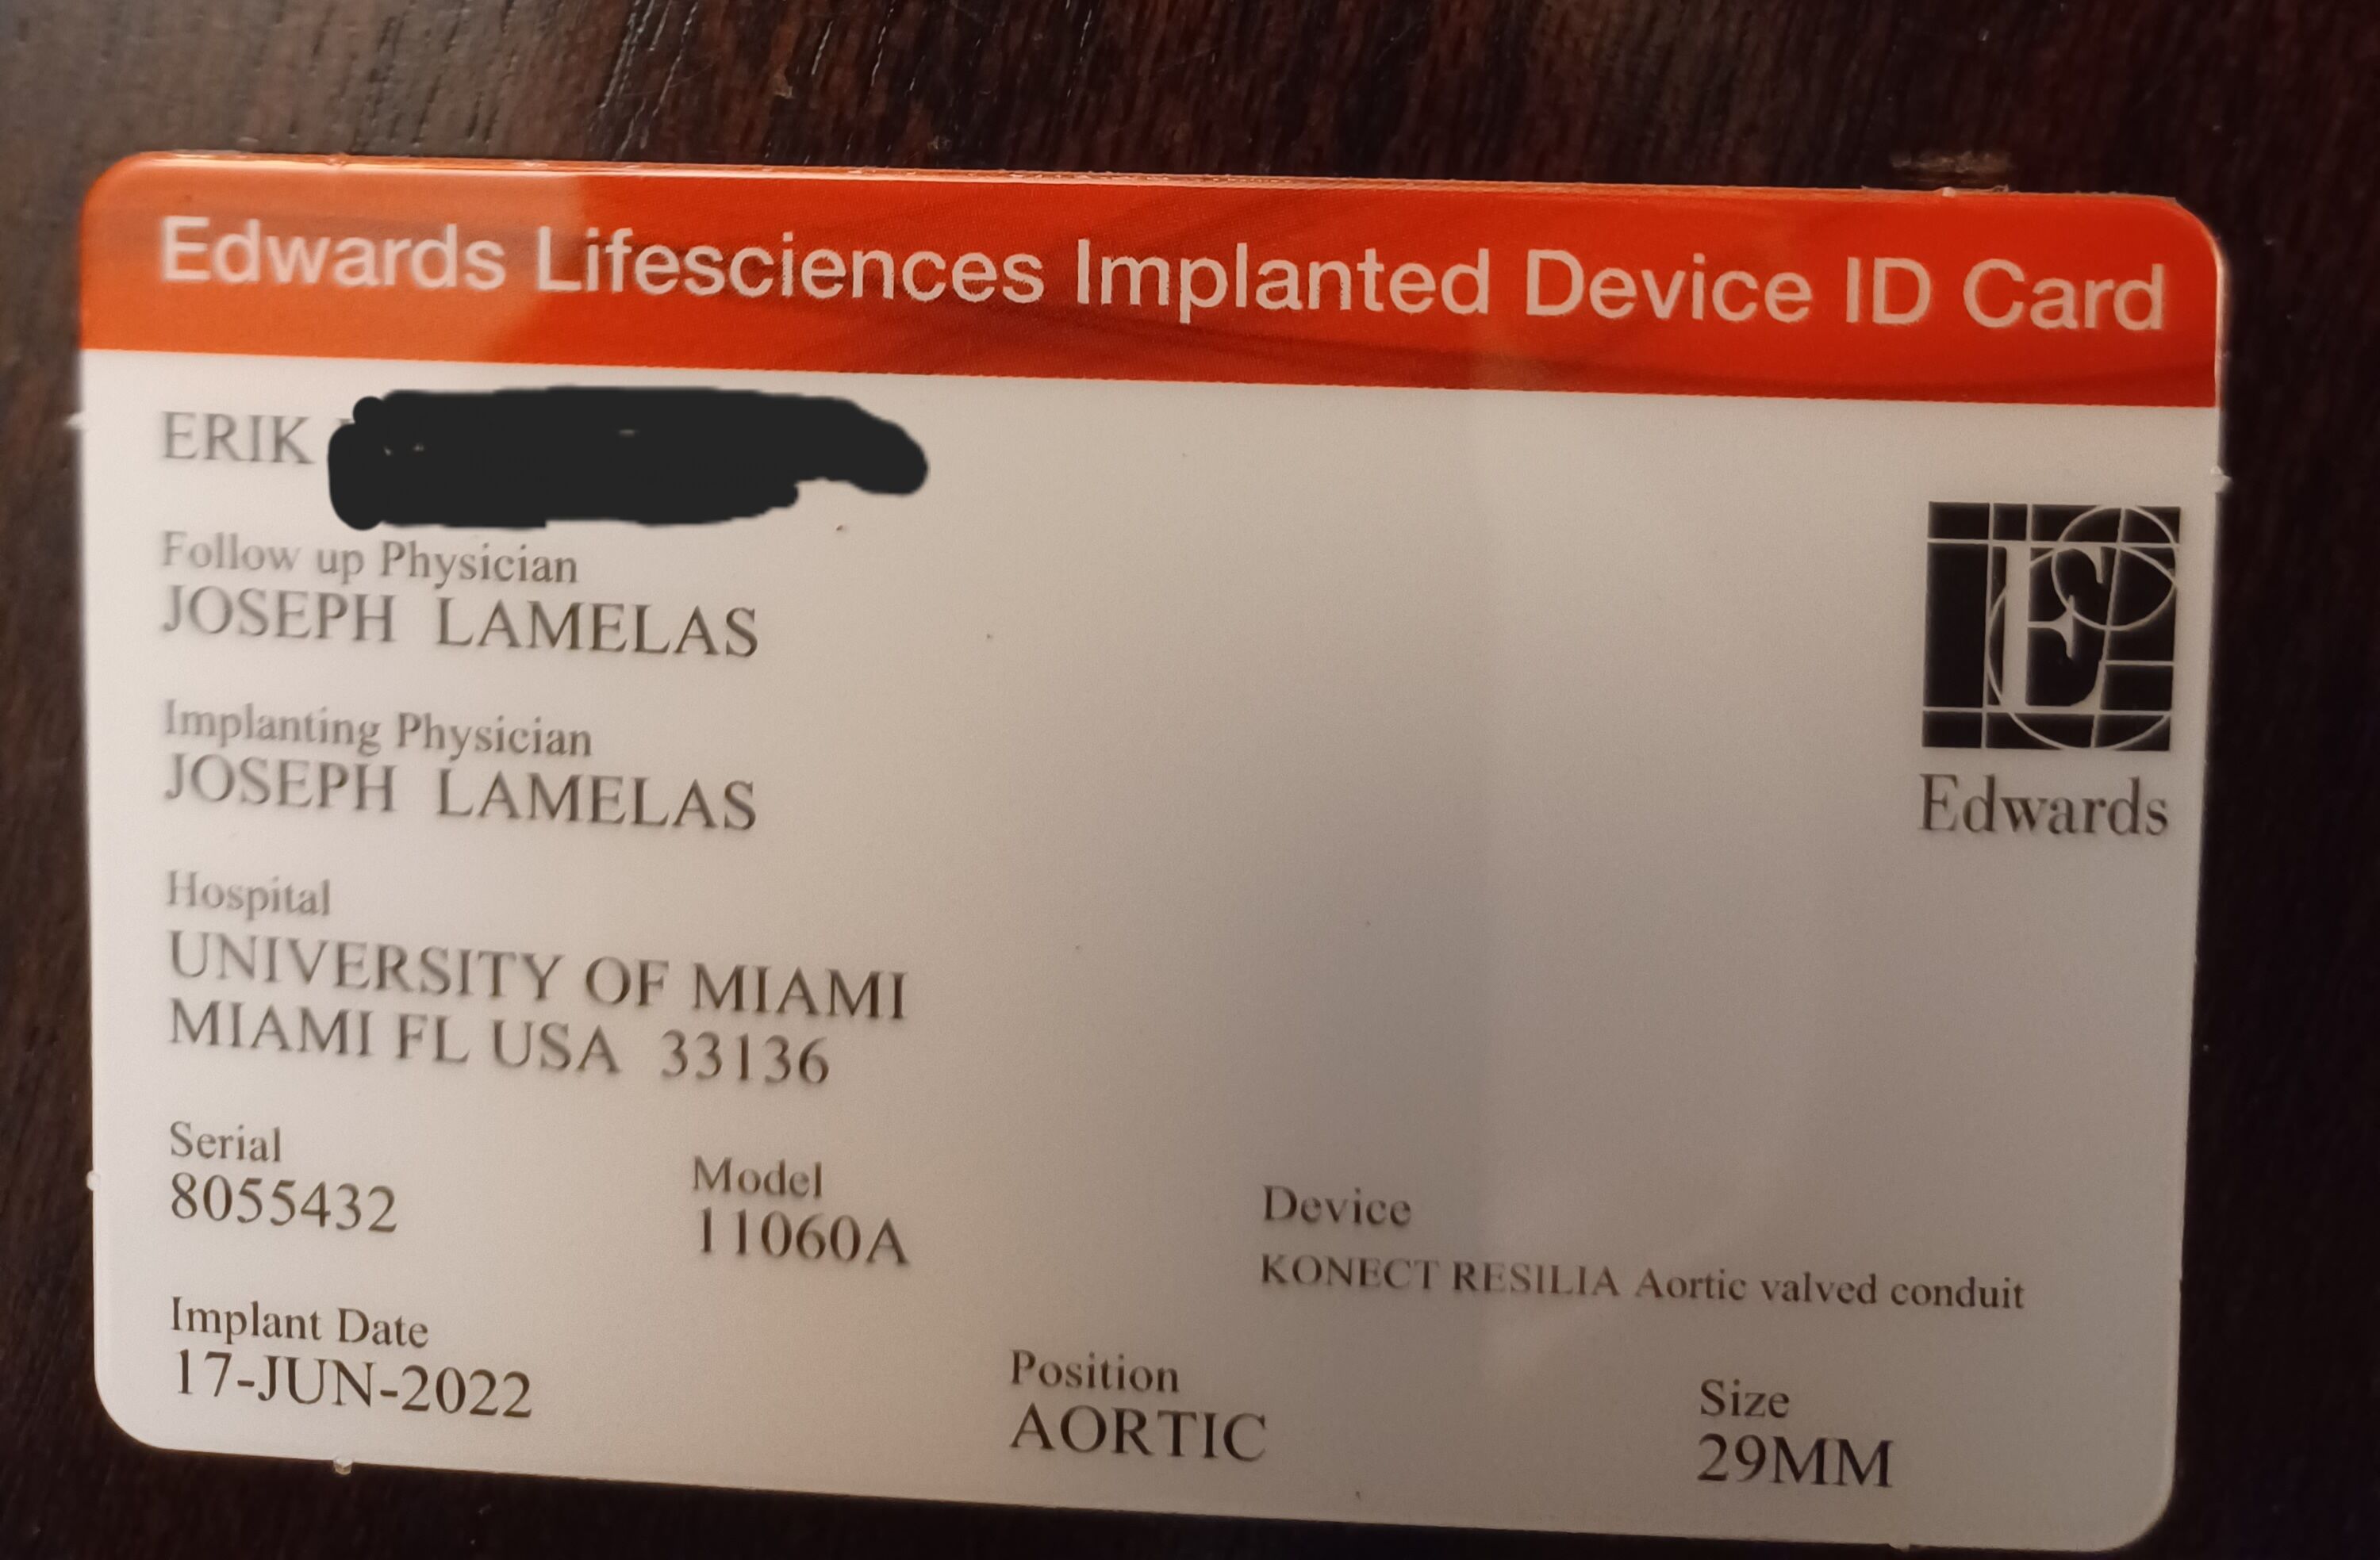 Edwards Lifesciences Implanted Device ID Card
ERIK
Follow up Physician
JOSEPH LAMELAS
Implanting Physician
JOSEPH LAMELAS
Edwards
Hospital
UNIVERSITY OF MIAMI
MIAMI FL USA 33136
Serial
8055432
Model
11060A
Device
KONECT RESILIA Aortic valved conduit
Implant Date
17-JUN-2022
Position
AORTIC
Size
29MM